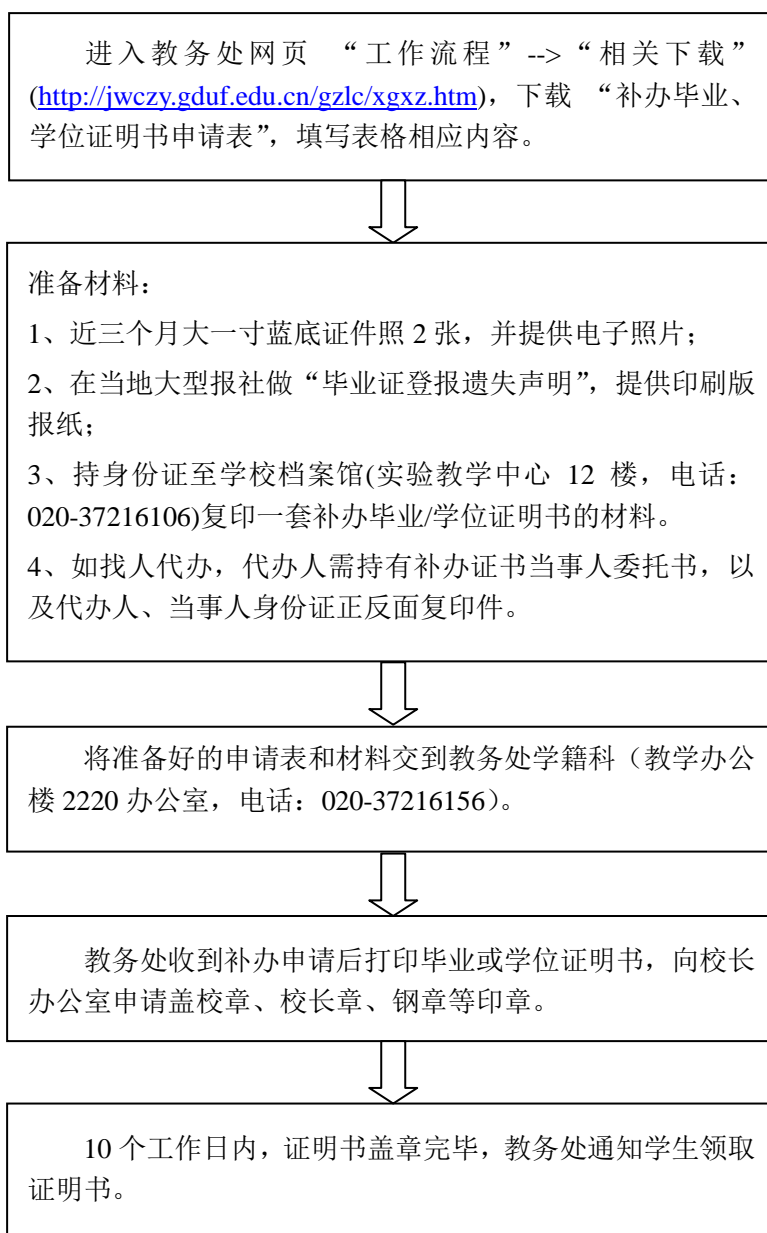 进入教务处网页 “工作流程” --> “相关下载”
(http://jwczy.gduf.edu.cn/gzlc/xgxz.htm)，下载 “补办毕业、
学位证明书申请表”，填写表格相应内容。
准备材料：
1、近三个月大一寸蓝底证件照 2 张，并提供电子照片；
2、在当地大型报社做“毕业证登报遗失声明”，提供印刷版
报纸；
3、持身份证至学校档案馆(实验教学中心 12 楼，电话：
020-37216106)复印一套补办毕业/学位证明书的材料。
4、如找人代办，代办人需持有补办证书当事人委托书，以
及代办人、当事人身份证正反面复印件。
将准备好的申请表和材料交到教务处学籍科（教学办公
楼 2220 办公室，电话：020-37216156）。
教务处收到补办申请后打印毕业或学位证明书，向校长
办公室申请盖校章、校长章、钢章等印章。
10 个工作日内，证明书盖章完毕，教务处通知学生领取
证明书。